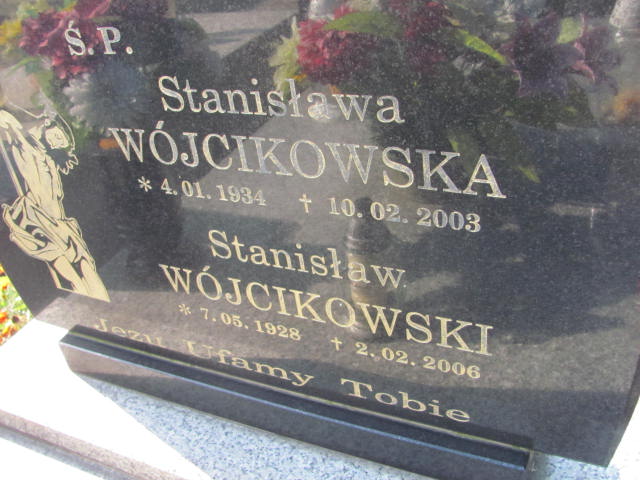 Ś.P.
Stanisława
WÓJCIKOWSKA
* 4.01.1934 † 10.02.2003
Stanisław
WÓJCIKOWSKI
* 7.05.1928 † 2.02.2006
Jezu Ufamy Tobie